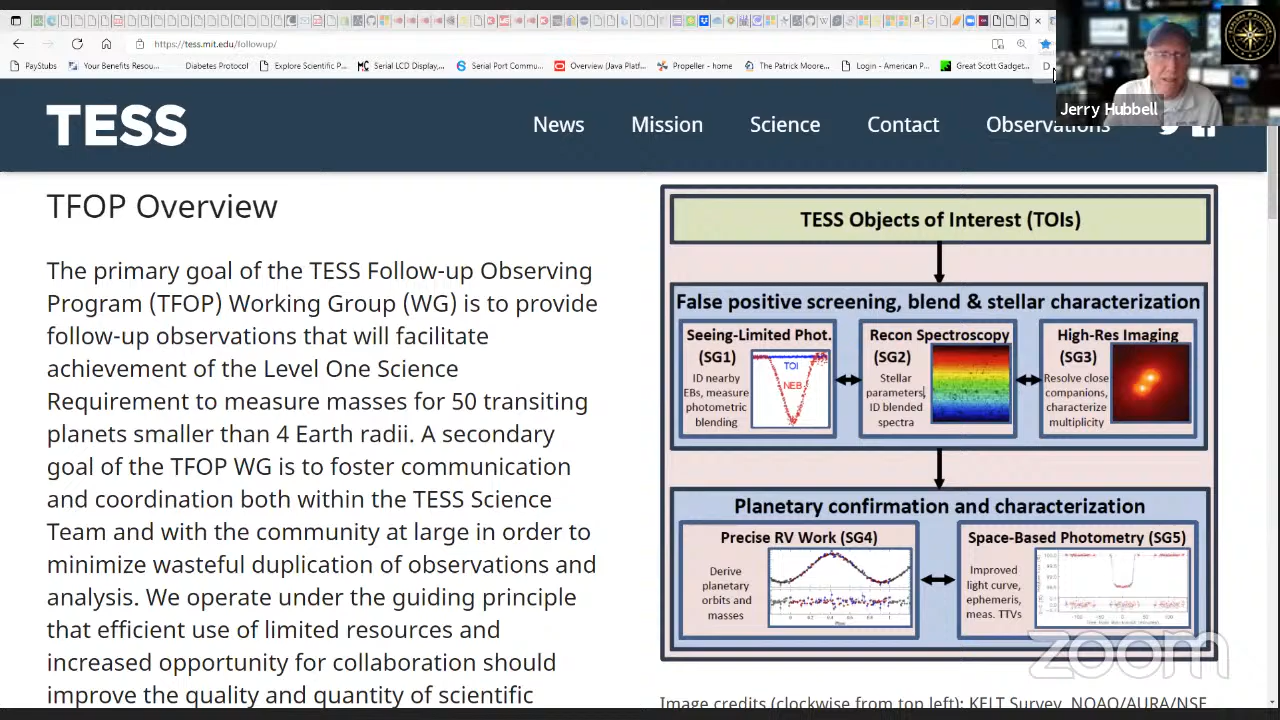 https://tess.mit.edu/followup/
PayStubs
Your Benefits Resou...
Diabetes Protocol
Explore Scientific P...
Serial LCD Display,...
Serial Port Commu...
Overview (Java Platf...
Propeller - home
The Patrick Moore...
Login - American P...
Great Scott Gadget...
D
Jerry Hubbell
TESS
News
Mission
Science
Contact
Observations
TFOP Overview
The primary goal of the TESS Follow-up Observing
Program (TFOP) Working Group (WG) is to provide
follow-up observations that will facilitate
achievement of the Level One Science
Requirement to measure masses for 50 transiting
planets smaller than 4 Earth radii. A secondary
goal of the TFOP WG is to foster communication
and coordination both within the TESS Science
Team and with the community at large in order to
minimize wasteful duplication of observations and
analysis. We operate under the guiding principle
that efficient use of limited resources and
increased opportunity for collaboration should
improve the quality and quantity of scientific
TESS Objects of Interest (TOIs)
False positive screening, blend & stellar characterization
Seeing-Limited Phot.
(SG1)
ID nearby
EBs, measure
photometric
blending
TOI
NEB
Recon Spectroscopy
(SG2)
Stellar
parameters,
ID blended
spectra
High-Res Imaging
(SG3)
Resolve close
companions,
characterize
multiplicity
Planetary confirmation and characterization
Precise RV Work (SG4)
Derive
planetary
orbits and
masses
Space-Based Photometry (SG5)
Improved
light curve,
ephemeris,
meas. TTVs
zoom
Image credits (clockwise from top left): KELT Survey, NOAO/AURA/NSF